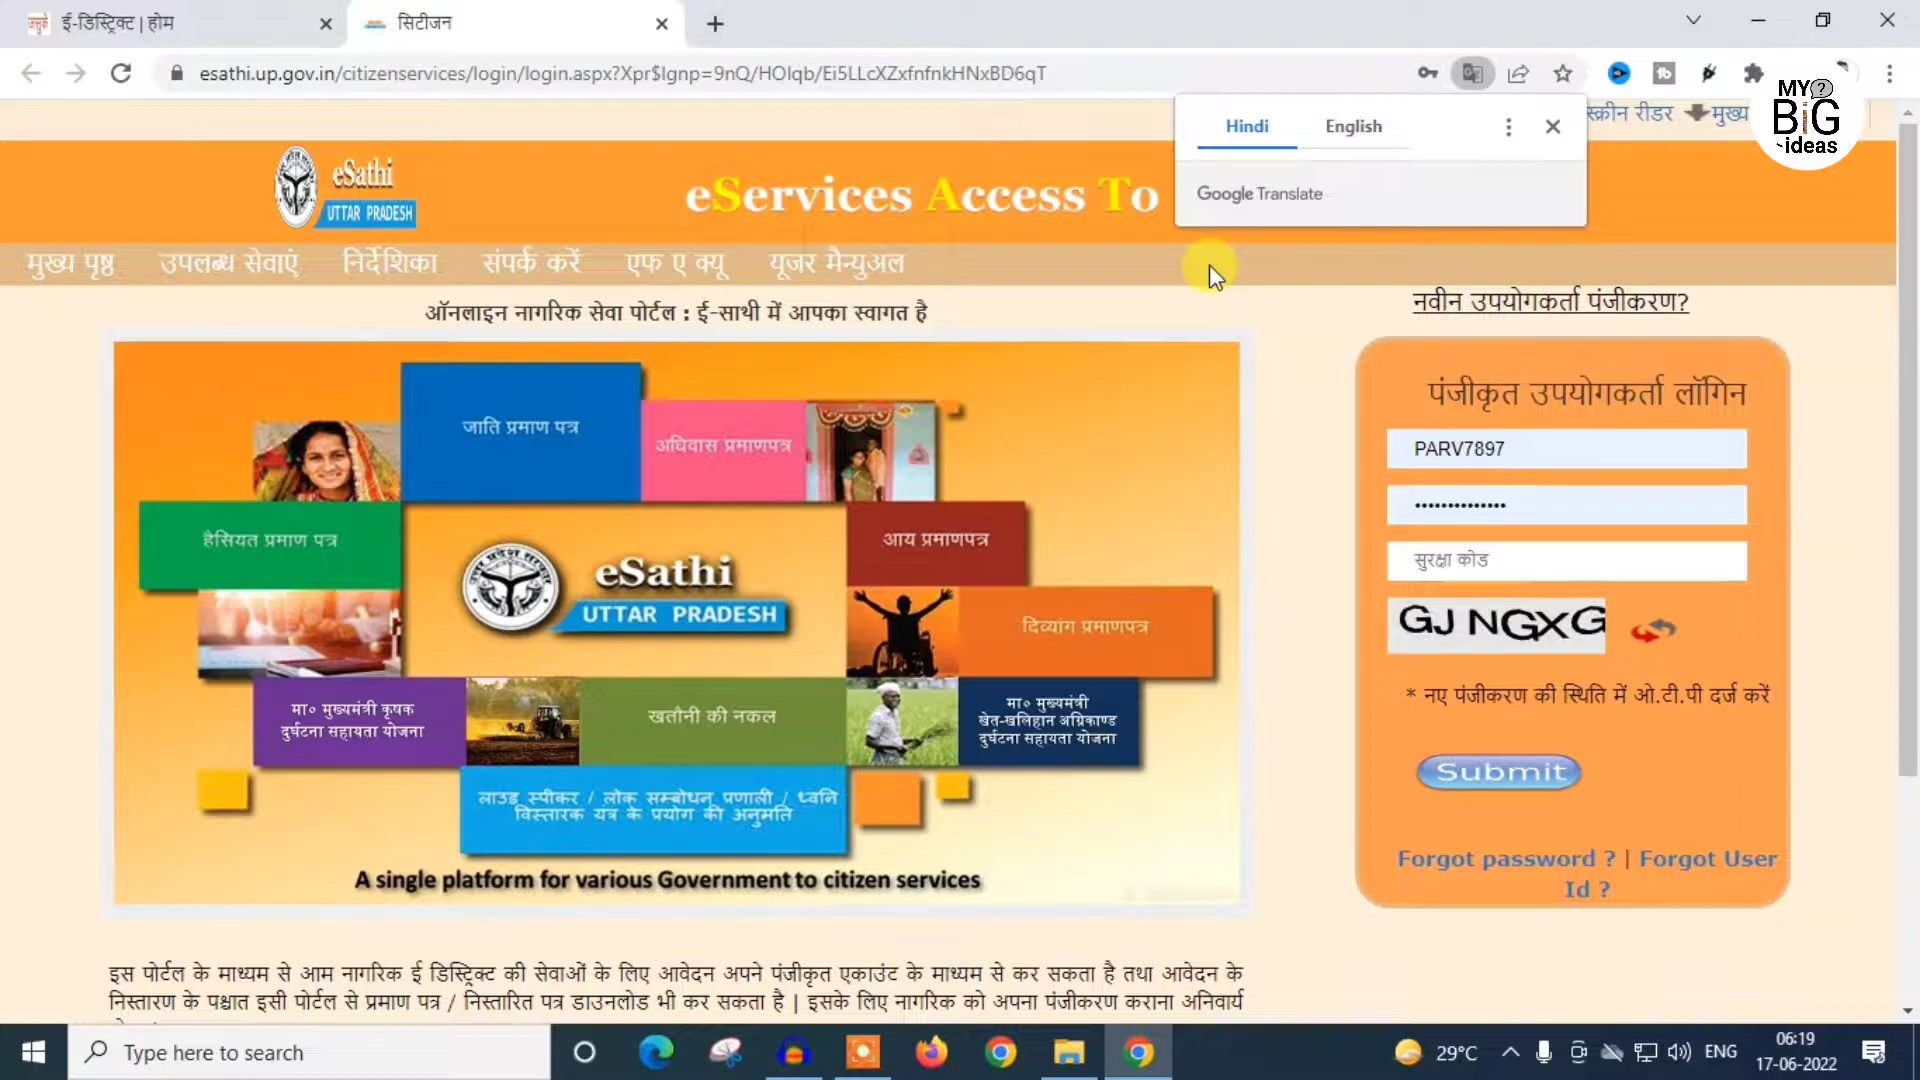 ई-डिस्ट्रिक्ट | होम
सिटीजन
esathi.up.gov.in/citizenservices/login/login.aspx?Xpr$Ignp=9nQ/HOlqb/Ei5LLcXZxfnfnkHNxBD6qT
MY ?
BiG
-ideas
Hindi English
Google Translate
स्क्रीन रीडर मुख्य
eSathi
UTTAR PRADESH
eServices Access To
मुख्य पृष्ठ उपलब्ध सेवाएं निर्देशिका संपर्क करें एफ ए क्यू यूजर मैन्युअल
ऑनलाइन नागरिक सेवा पोर्टल : ई-साथी में आपका स्वागत है
नवीन उपयोगकर्ता पंजीकरण?
जाति प्रमाण पत्र
अधिवास प्रमाणपत्र
हैसियत प्रमाण पत्र
आय प्रमाणपत्र
eSathi
UTTAR PRADESH
दिव्यांग प्रमाणपत्र
मा० मुख्यमंत्री कृषक
दुर्घटना सहायता योजना
खतौनी की नकल
मा० मुख्यमंत्री
खेत-खलिहान अग्निकाण्ड
दुर्घटना सहायता योजना
लाउड स्पीकर / लोक सम्बोधन प्रणाली / ध्वनि
विस्तारक यंत्र के प्रयोग की अनुमति
A single platform for various Government to citizen services
पंजीकृत उपयोगकर्ता लॉगिन
PARV7897
••••••••••••••
सुरक्षा कोड
GJ NGXG
* नए पंजीकरण की स्थिति में ओ.टी.पी दर्ज करें
Submit
Forgot password ? | Forgot User
Id ?
इस पोर्टल के माध्यम से आम नागरिक ई डिस्ट्रिक्ट की सेवाओं के लिए आवेदन अपने पंजीकृत एकाउंट के माध्यम से कर सकता है तथा आवेदन के
निस्तारण के पश्चात इसी पोर्टल से प्रमाण पत्र / निस्तारित पत्र डाउनलोड भी कर सकता है | इसके लिए नागरिक को अपना पंजीकरण कराना अनिवार्य
Type here to search
29°C
ENG
06:19
17-06-2022